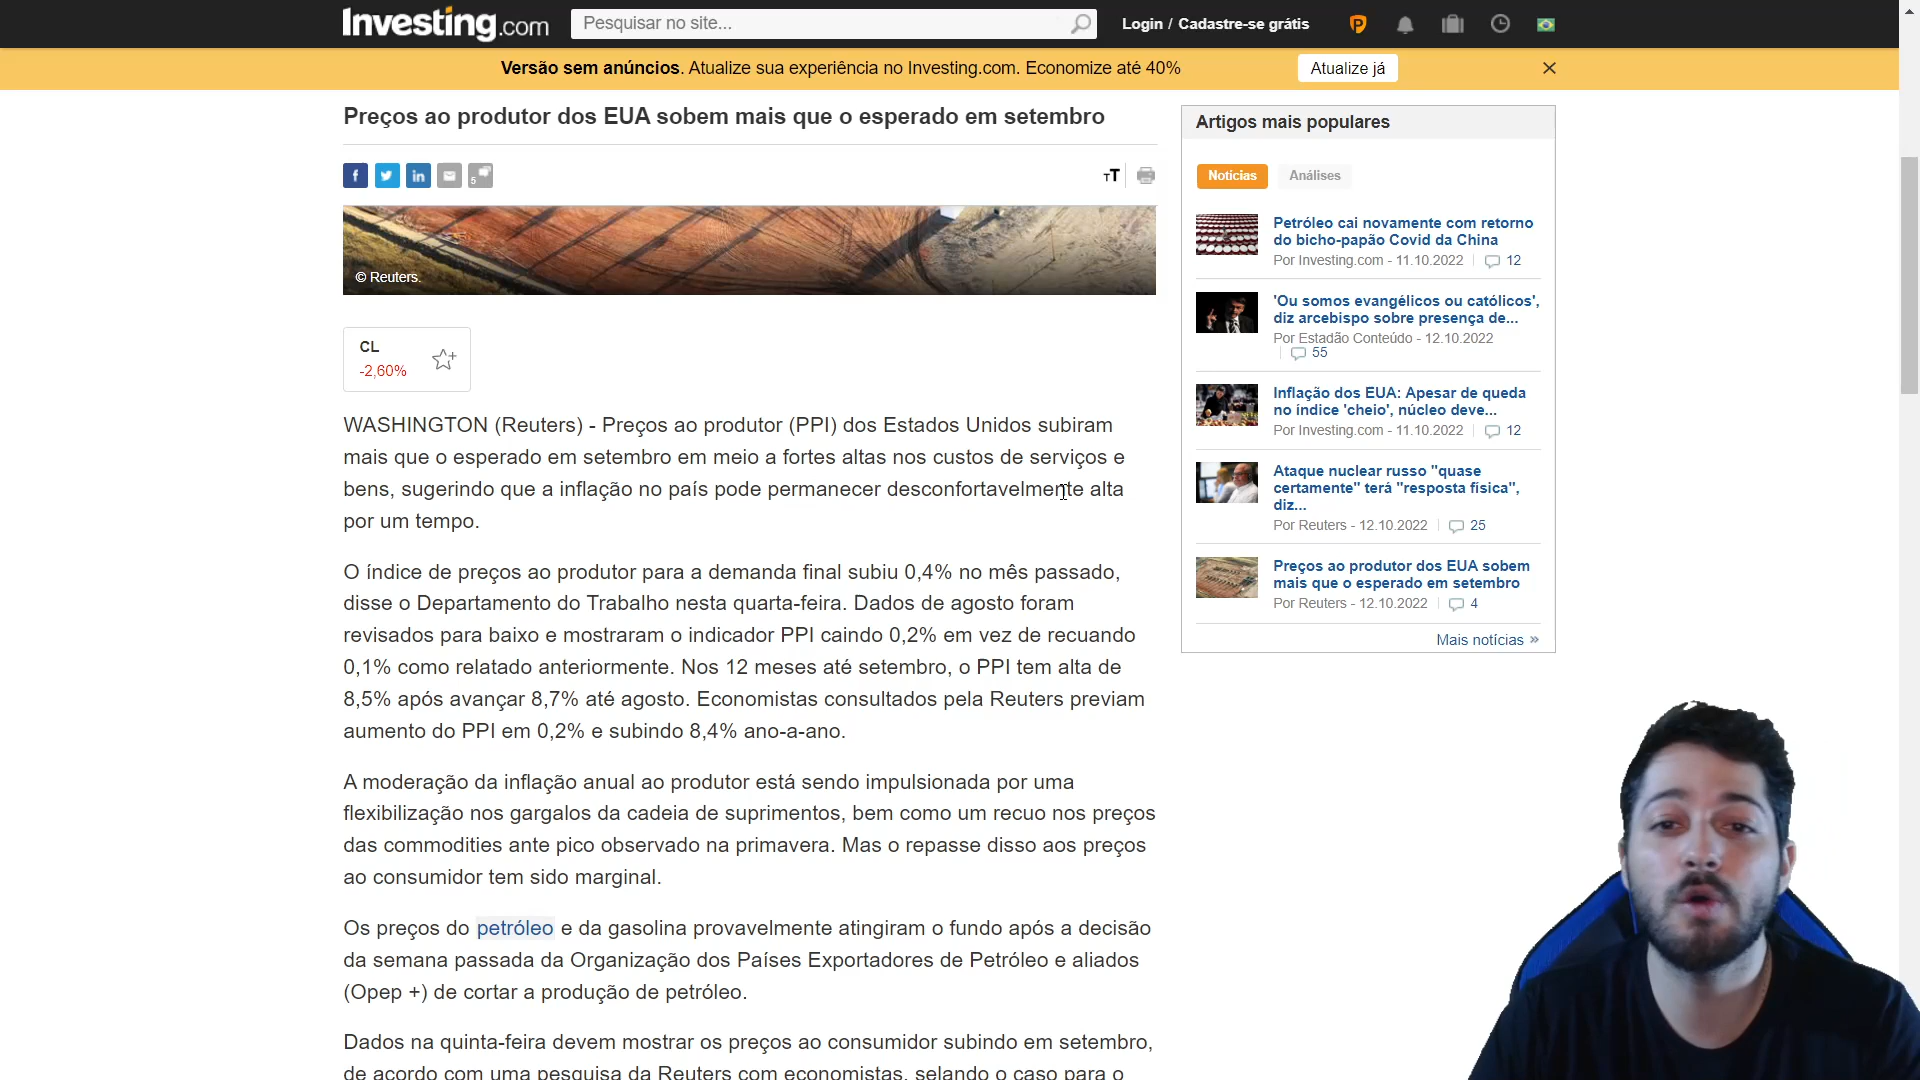 Investing.com
Pesquisar no site...
Login / Cadastre-se grátis
Versão sem anúncios. Atualize sua experiência no Investing.com. Economize até 40%
Atualize já
Preços ao produtor dos EUA sobem mais que o esperado em setembro
5
TT
© Reuters.
CL
-2,60%
WASHINGTON (Reuters) - Preços ao produtor (PPI) dos Estados Unidos subiram
mais que o esperado em setembro em meio a fortes altas nos custos de serviços e
bens, sugerindo que a inflação no país pode permanecer desconfortavelmente alta
por um tempo.
O índice de preços ao produtor para a demanda final subiu 0,4% no mês passado,
disse o Departamento do Trabalho nesta quarta-feira. Dados de agosto foram
revisados para baixo e mostraram o indicador PPI caindo 0,2% em vez de recuando
0,1% como relatado anteriormente. Nos 12 meses até setembro, o PPI tem alta de
8,5% após avançar 8,7% até agosto. Economistas consultados pela Reuters previam
aumento do PPI em 0,2% e subindo 8,4% ano-a-ano.
A moderação da inflação anual ao produtor está sendo impulsionada por uma
flexibilização nos gargalos da cadeia de suprimentos, bem como um recuo nos preços
das commodities ante pico observado na primavera. Mas o repasse disso aos preços
ao consumidor tem sido marginal.
Os preços do petróleo e da gasolina provavelmente atingiram o fundo após a decisão
da semana passada da Organização dos Países Exportadores de Petróleo e aliados
(Opep +) de cortar a produção de petróleo.
Dados na quinta-feira devem mostrar os preços ao consumidor subindo em setembro,
de acordo com uma pesquisa da Reuters com economistas, selando o caso para o
Artigos mais populares
Notícias
Análises
Petróleo cai novamente com retorno
do bicho-papão Covid da China
Por Investing.com - 11.10.2022
12
'Ou somos evangélicos ou católicos',
diz arcebispo sobre presença de...
Por Estadão Conteúdo - 12.10.2022
55
Inflação dos EUA: Apesar de queda
no índice 'cheio', núcleo deve...
Por Investing.com - 11.10.2022
12
Ataque nuclear russo "quase
certamente" terá "resposta física",
diz...
Por Reuters - 12.10.2022
25
Preços ao produtor dos EUA sobem
mais que o esperado em setembro
Por Reuters - 12.10.2022
4
Mais notícias »